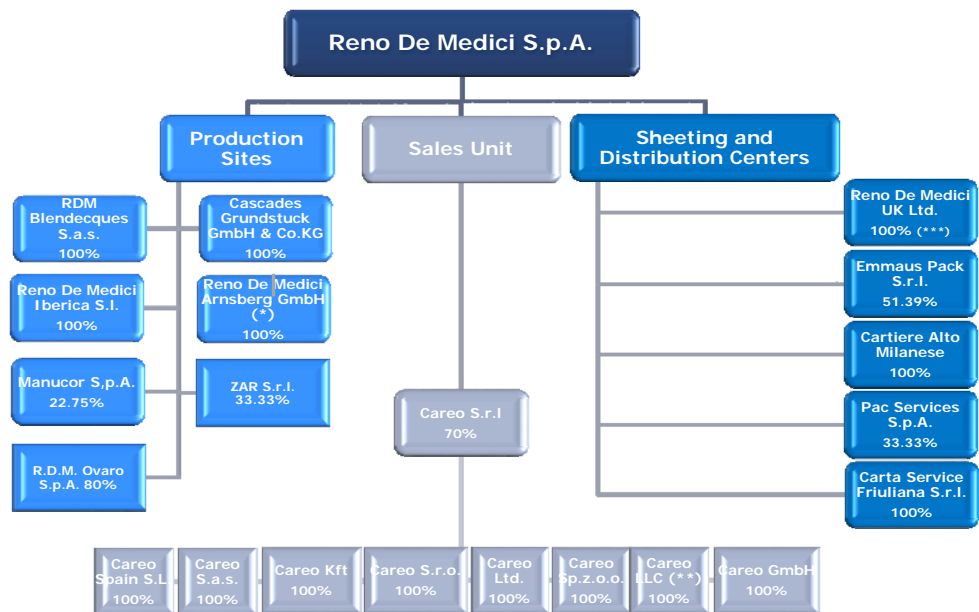 Reno De Medici S.p.A.
Production
Sites
Sales Unit
Sheeting and
Distribution Centers
RDM
Blendecques
S.a.s.
100%
Cascades
Grundstuck
GmbH & Co.KG
100%
Reno De Medici
Iberica S.l.
100%
Reno De Medici
Arnsberg GmbH
(*)
100%
Manucor S,p.A.
22.75%
ZAR S.r.l.
33.33%
R.D.M. Ovaro
S.p.A. 80%
Careo S.r.l
70%
Reno De Medici
UK Ltd.
100% (***)
Emmaus Pack
S.r.l.
51.39%
Cartiere Alto
Milanese
100%
Pac Services
S.p.A.
33.33%
Carta Service
Friuliana S.r.l.
100%
Careo
Spain S.L
100%
Careo
S.a.s.
100%
Careo Kft
100%
Careo S.r.o.
100%
Careo
Ltd.
100%
Careo
Sp.z.o.o.
100%
Careo
LLC (**)
100%
Careo GmbH
100%